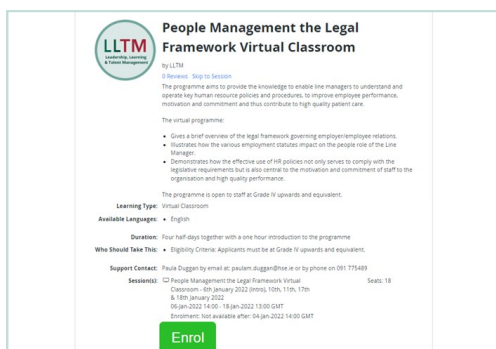 LLTM
Leadership, Learning
& Talent Management
People Management the Legal
Framework Virtual Classroom
by LLTM
0 Reviews Skip to Session
The programme aims to provide the knowledge to enable line managers to understand and
operate key human resource policies and procedures, to improve employee performance,
motivation and commitment and thus contribute to high quality patient care.
The virtual programme:
• Gives a brief overview of the legal framework governing employer/employee relations.
• Illustrates how the various employment statutes impact on the people role of the Line
Manager.
• Demonstrates how the effective use of HR policies not only serves to comply with the
legislative requirements but is also central to the motivation and commitment of staff to the
organisation and high quality performance.
The programme is open to staff at Grade IV upwards and equivalent.
Learning Type: Virtual Classroom
Available Languages: • English
Duration: Four half-days together with a one hour introduction to the programme
Who Should Take This: • Eligibility Criteria: Applicants must be at Grade IV upwards and equivalent.
Support Contact: Paula Duggan by email at: paulam.duggan@hse.ie or by phone on 091 775489
Session(s): People Management the Legal Framework Virtual Seats: 18
Classroom - 6th January 2022 (Intro), 10th, 11th, 17th
& 18th January 2022
06-Jan-2022 14:00 - 18-Jan-2022 13:00 GMT
Enrolment: Not available after: 04-Jan-2022 14:00 GMT
Enrol